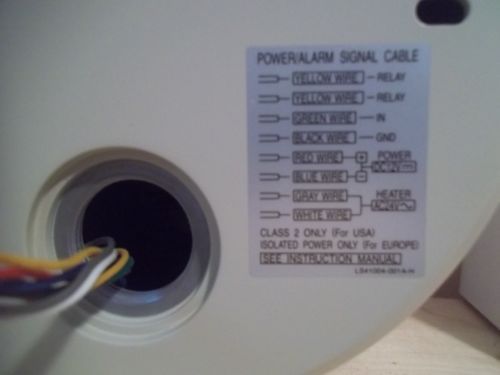 POWER/ALARM SIGNAL CABLE
YELLOW WIRE RELAY
YELLOW WIRE RELAY
GREEN WIRE IN
BLACK WIRE GND
RED WIRE + POWER
DC12V
BLUE WIRE -
GRAY WIRE HEATER
AC24V
WHITE WIRE
CLASS 2 ONLY (For USA)
ISOLATED POWER ONLY (For EUROPE)
SEE INSTRUCTION MANUAL